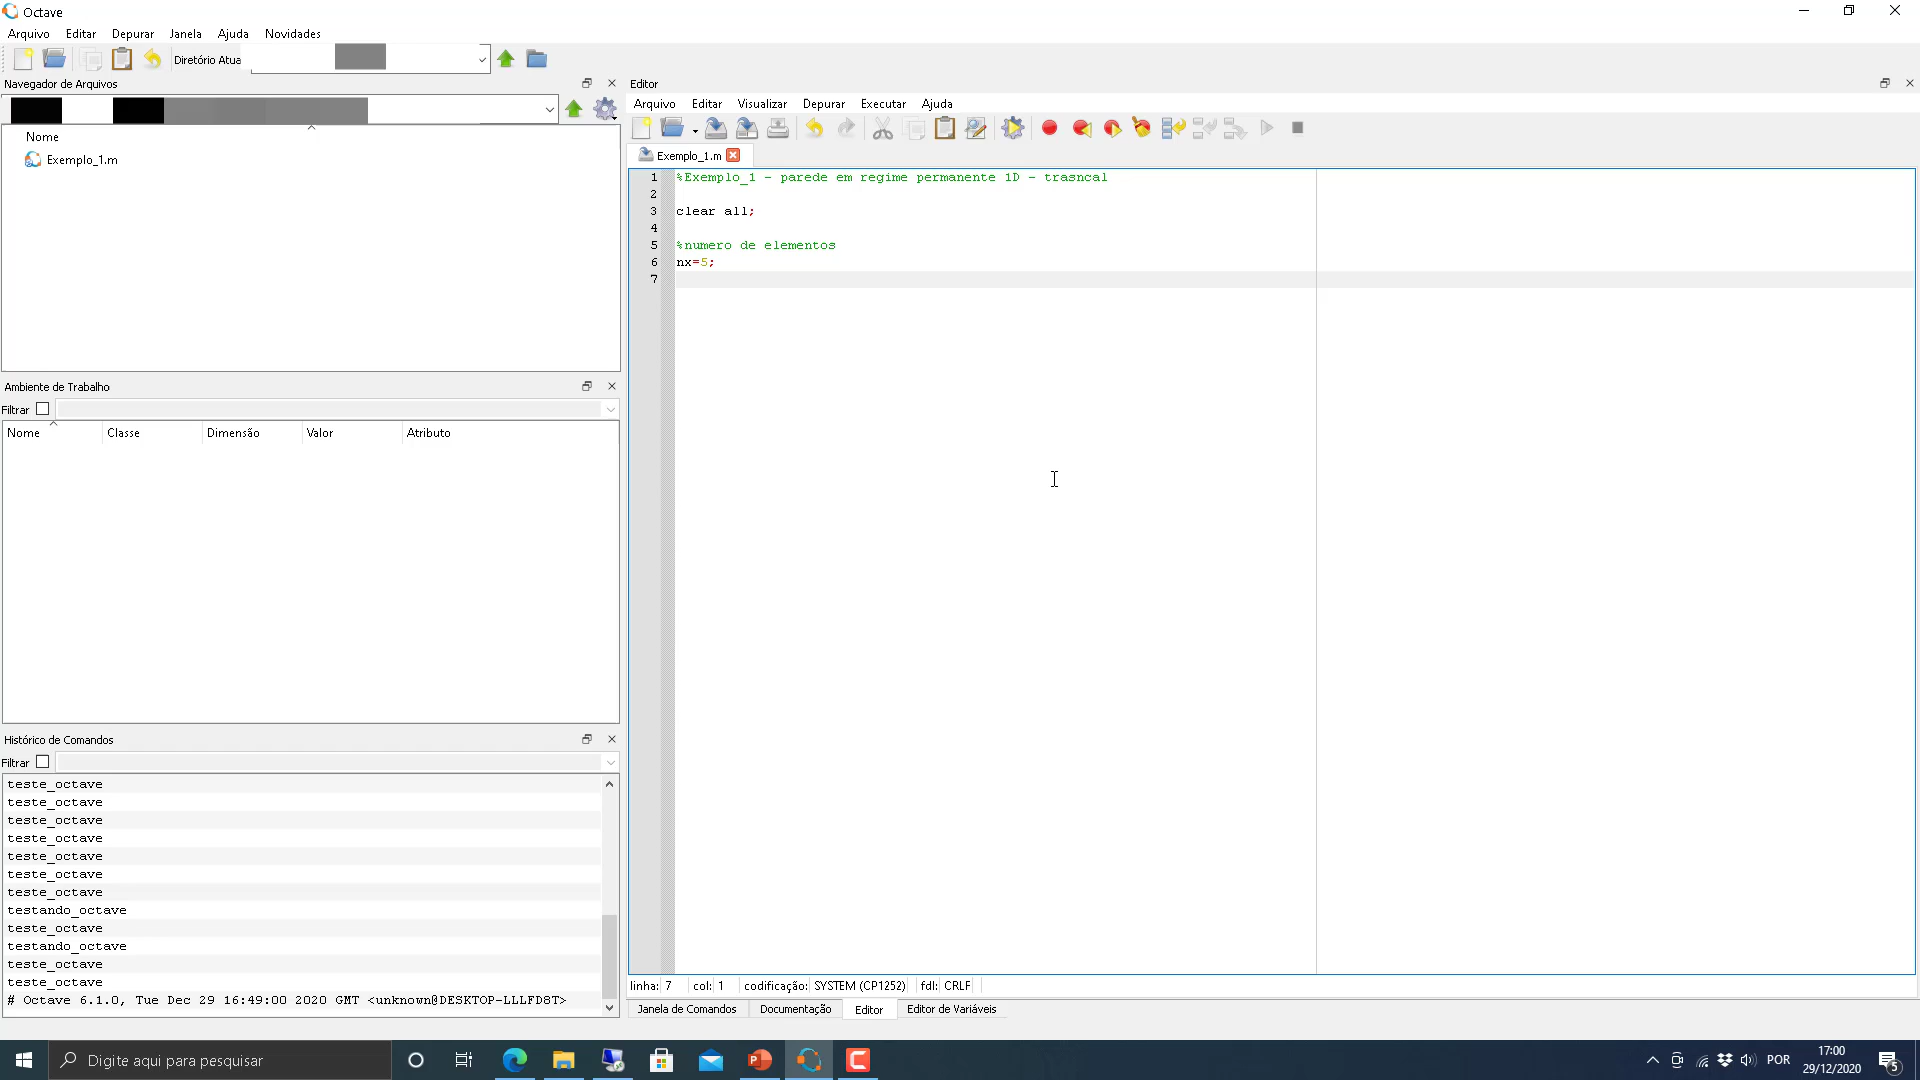 Octave
Arquivo Editar Depurar Janela Ajuda Novidades
Diretório Atua
Navegador de Arquivos
Nome
Exemplo_1.m
Ambiente de Trabalho
Filtrar
Nome Classe Dimensão Valor Atributo
Histórico de Comandos
Filtrar
teste_octave
teste_octave
teste_octave
teste_octave
teste_octave
teste_octave
teste_octave
testando_octave
teste_octave
testando_octave
teste_octave
teste_octave
# Octave 6.1.0, Tue Dec 29 16:49:00 2020 GMT <unknown@DESKTOP-LLLFD8T>
Editor
Arquivo Editar Visualizar Depurar Executar Ajuda
Exemplo_1.m
1 %Exemplo_1 - parede em regime permanente 1D - trasncal
2
3 clear all;
4
5 %numero de elementos
6 nx=5;
7
linha: 7 col: 1 codificação: SYSTEM (CP1252) fdl: CRLF
Janela de Comandos Documentação Editor Editor de Variáveis
Digite aqui para pesquisar
POR
17:00
29/12/2020
5